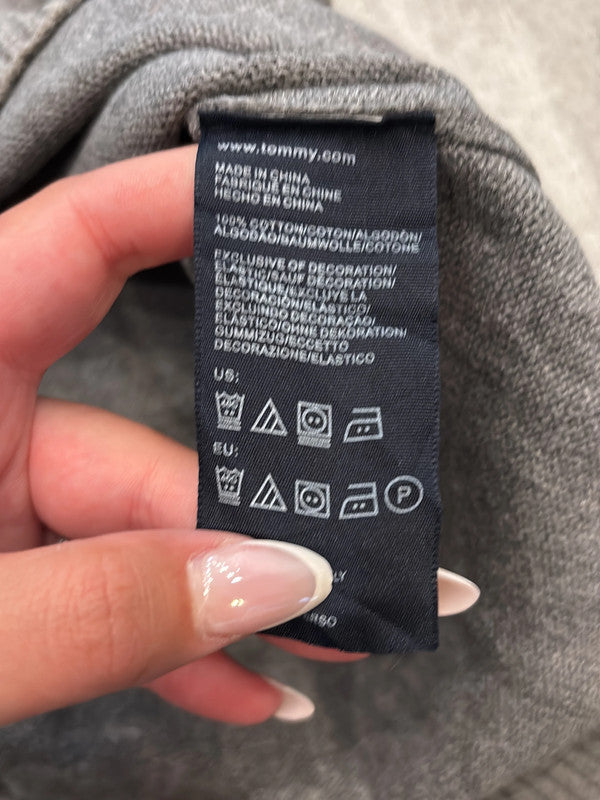 www.tommy.com
MADE IN CHINA
FABRIQUÉ EN CHINE
HECHO EN CHINA
100% COTTON/COTON/ALGODÓN/
ALGODÃO/BAUMWOLLE/COTONE
EXCLUSIVE OF DECORATION/
ELASTIC/SAUF DÉCORATION/
ÉLASTIQUE/EXCLUYE LA
DECORACIÓN/ELÁSTICO/
EXCLUINDO DECORAÇÃO,
ELÁSTICO/OHNE DEKORATION/
GUMMIZUG/ECCETTO
DECORAZIONE/ELASTICO
US:
EU:
P